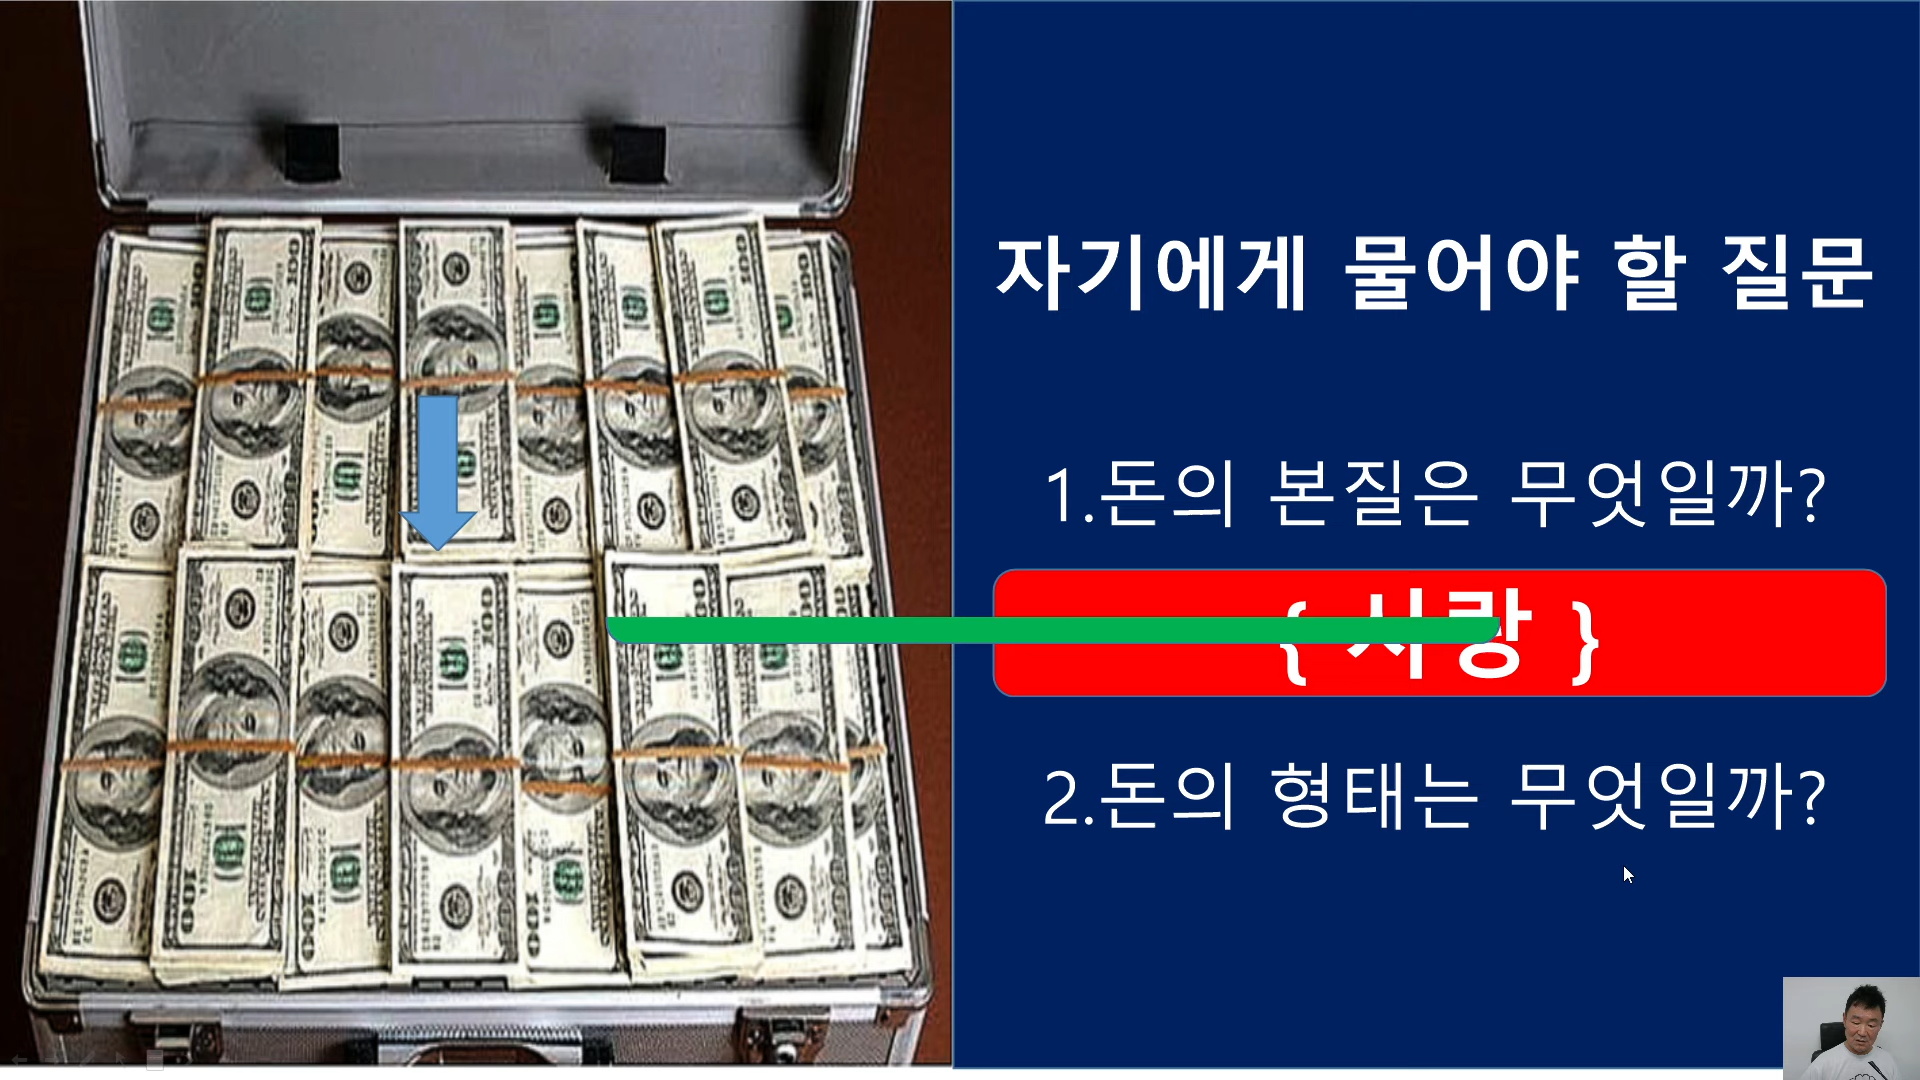 자기에게 물어야 할 질문
1.돈의 본질은 무엇일까?
{ 사랑 }
2.돈의 형태는 무엇일까?
100